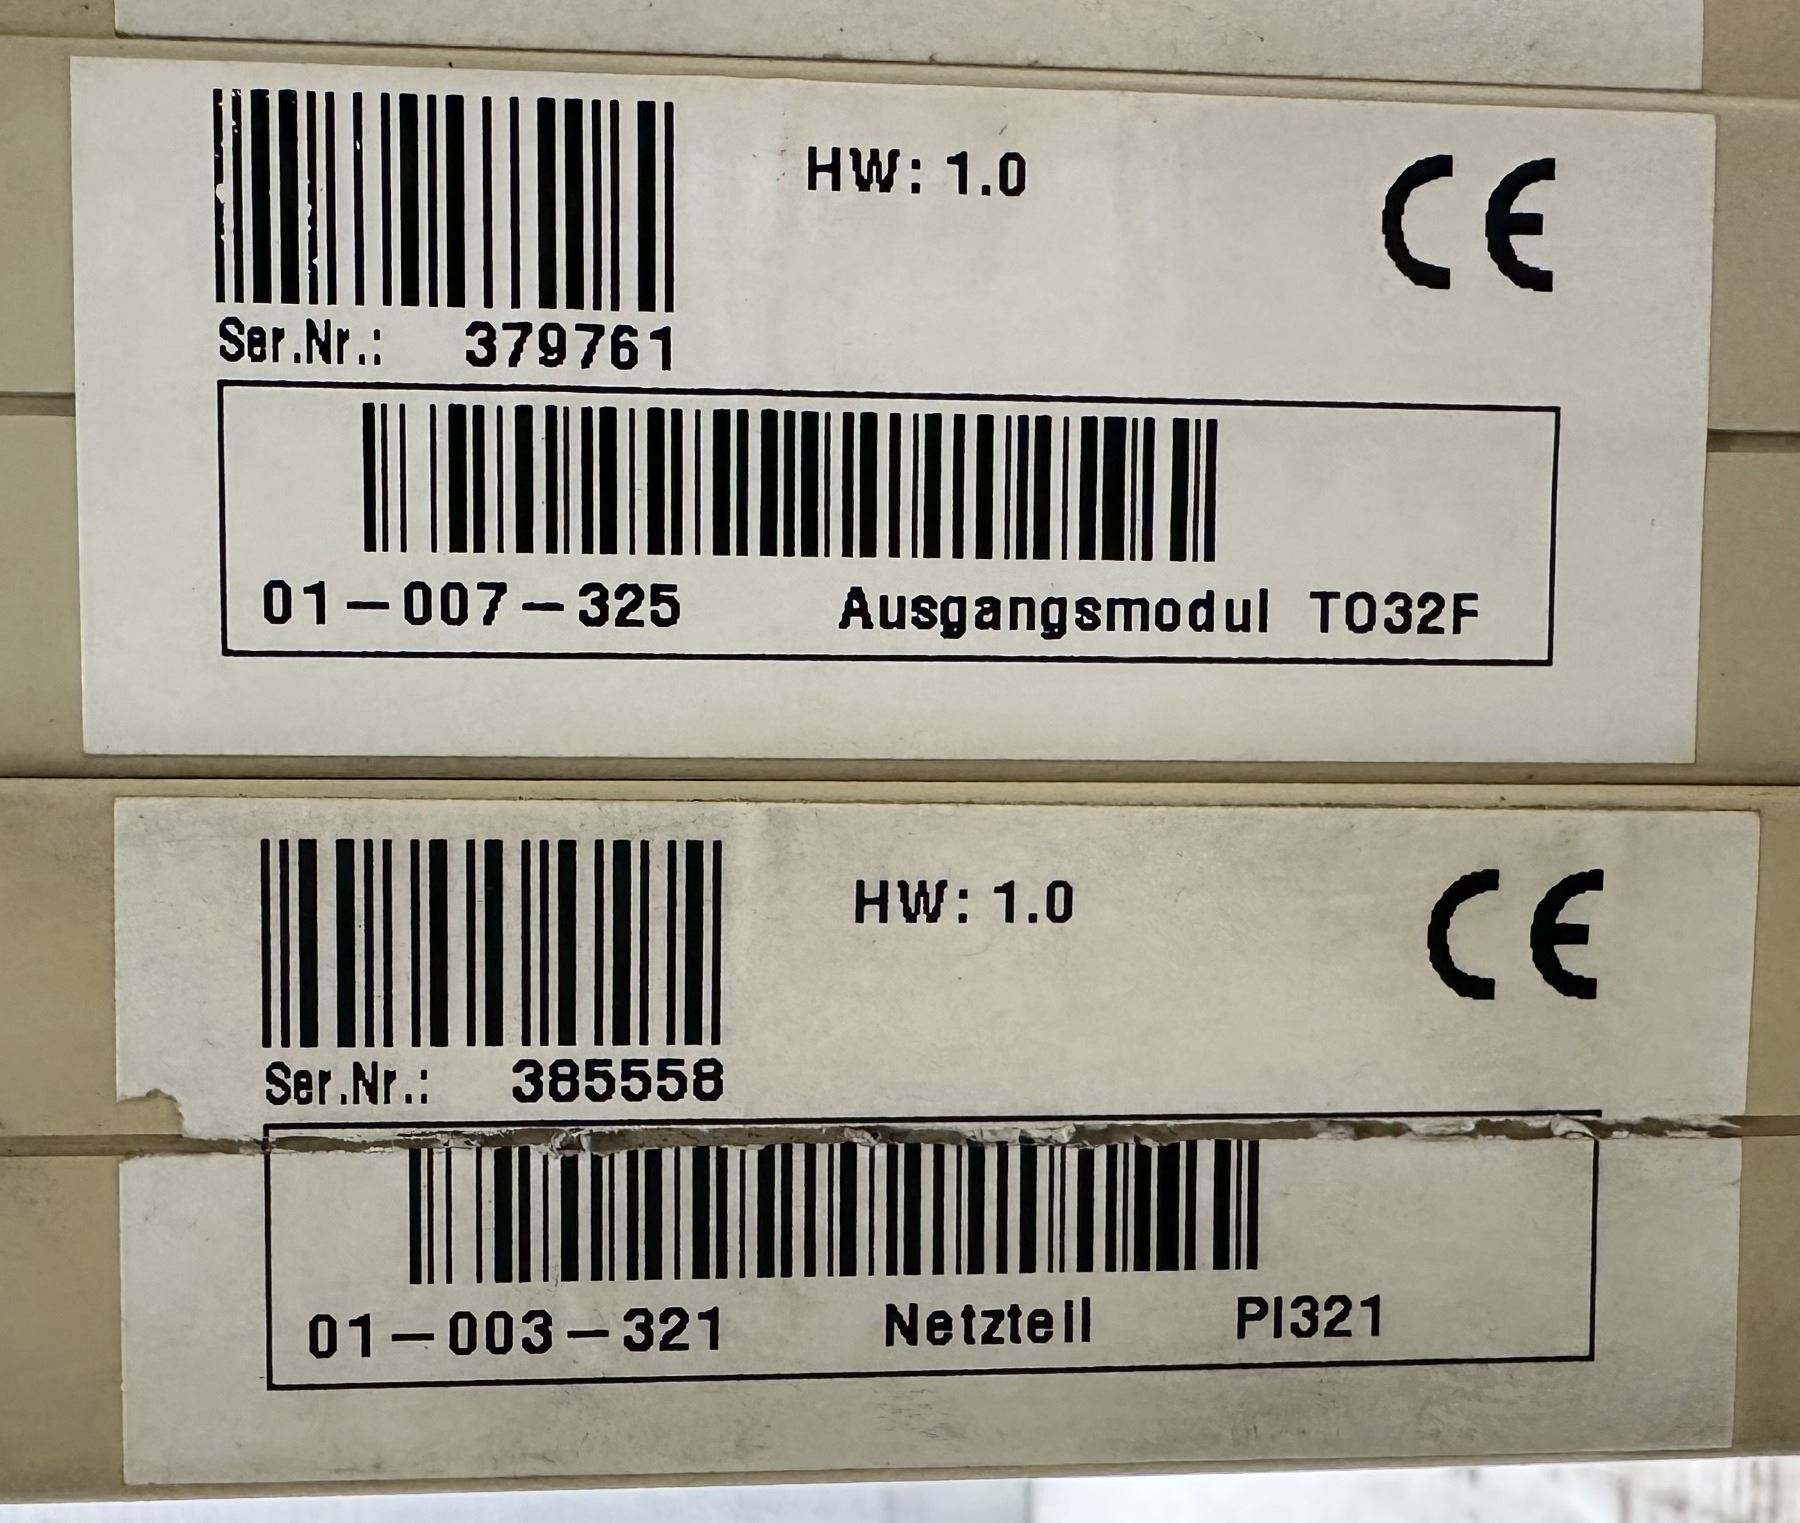 HW: 1.0
CE
Ser.Nr.: 379761
01-007-325 Ausgangsmodul TO32F
HW: 1.0
CE
Ser.Nr.: 385558
01-003-321 Netzteil PI321